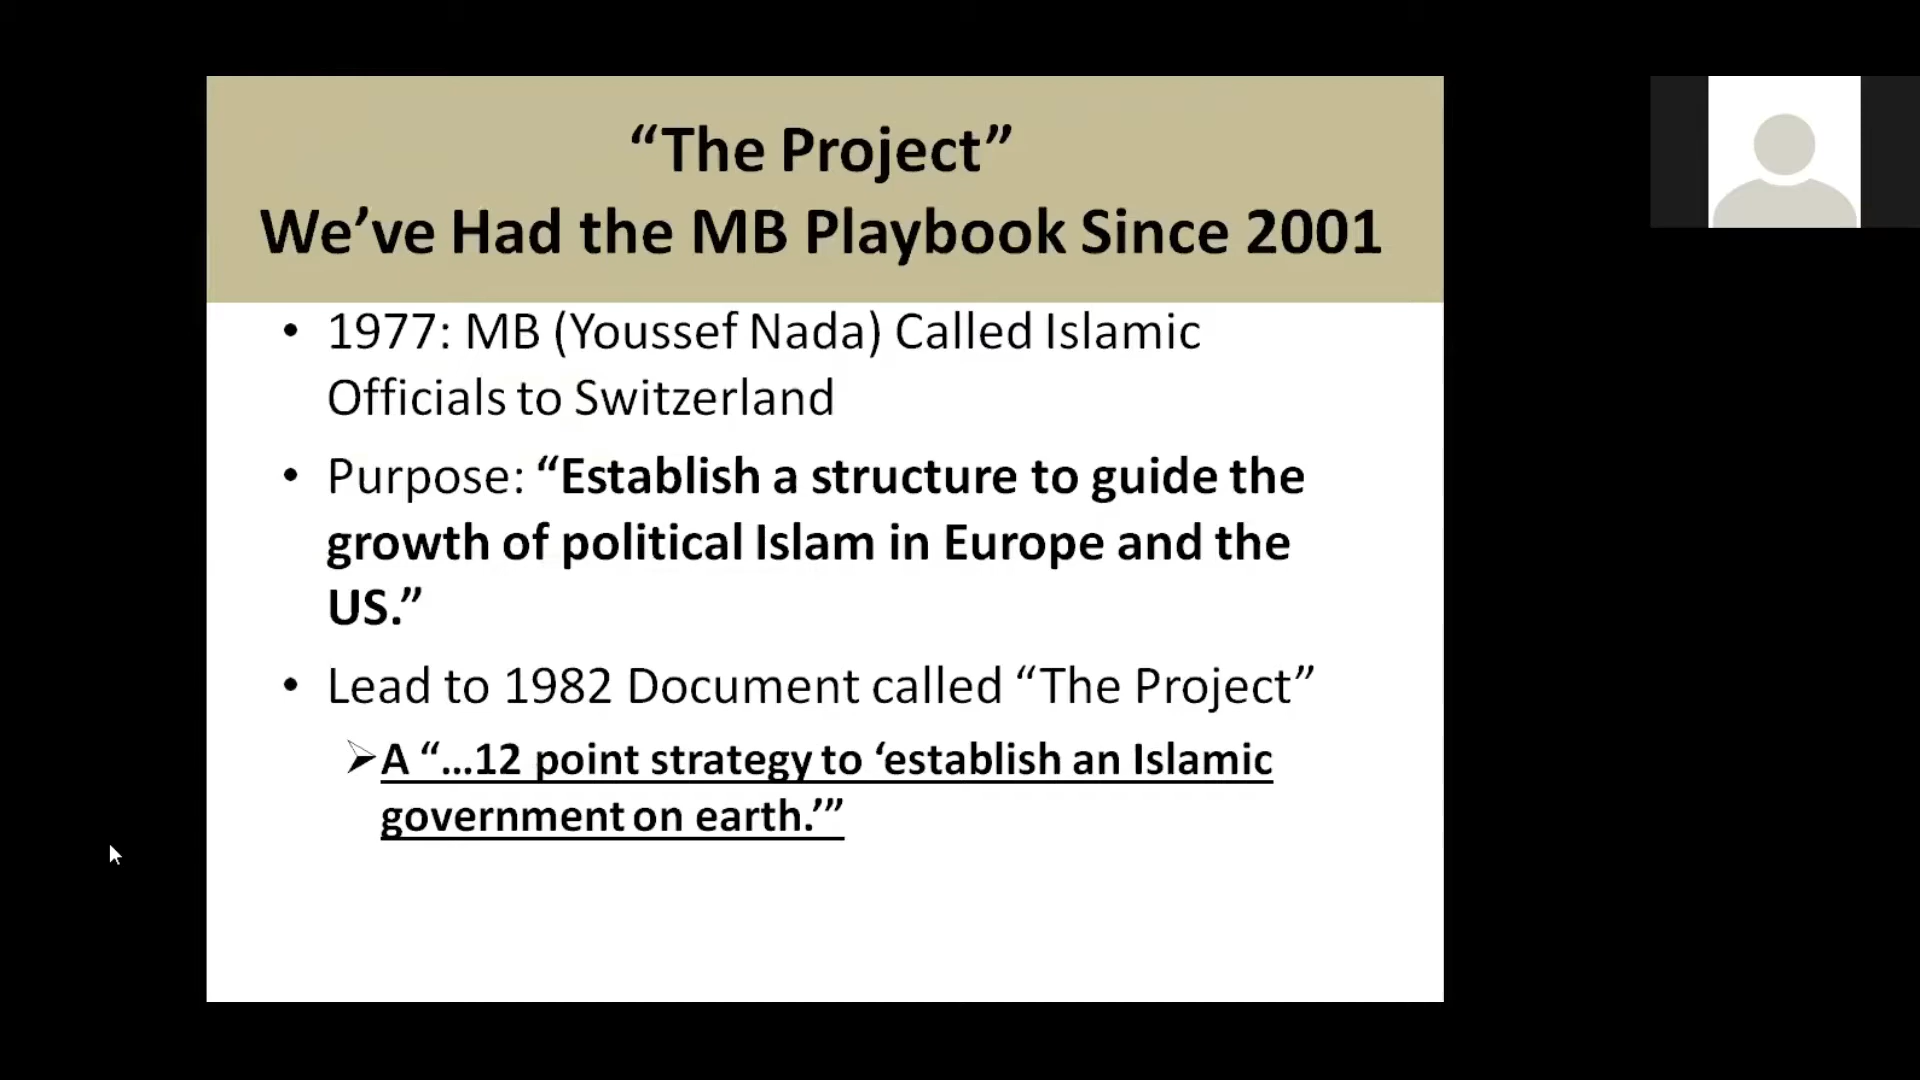 “The Project”
We’ve Had the MB Playbook Since 2001
• 1977: MB (Youssef Nada) Called Islamic
Officials to Switzerland
• Purpose: “Establish a structure to guide the
growth of political Islam in Europe and the
US.”
• Lead to 1982 Document called “The Project”
➢A “…12 point strategy to ‘establish an Islamic
government on earth.’”